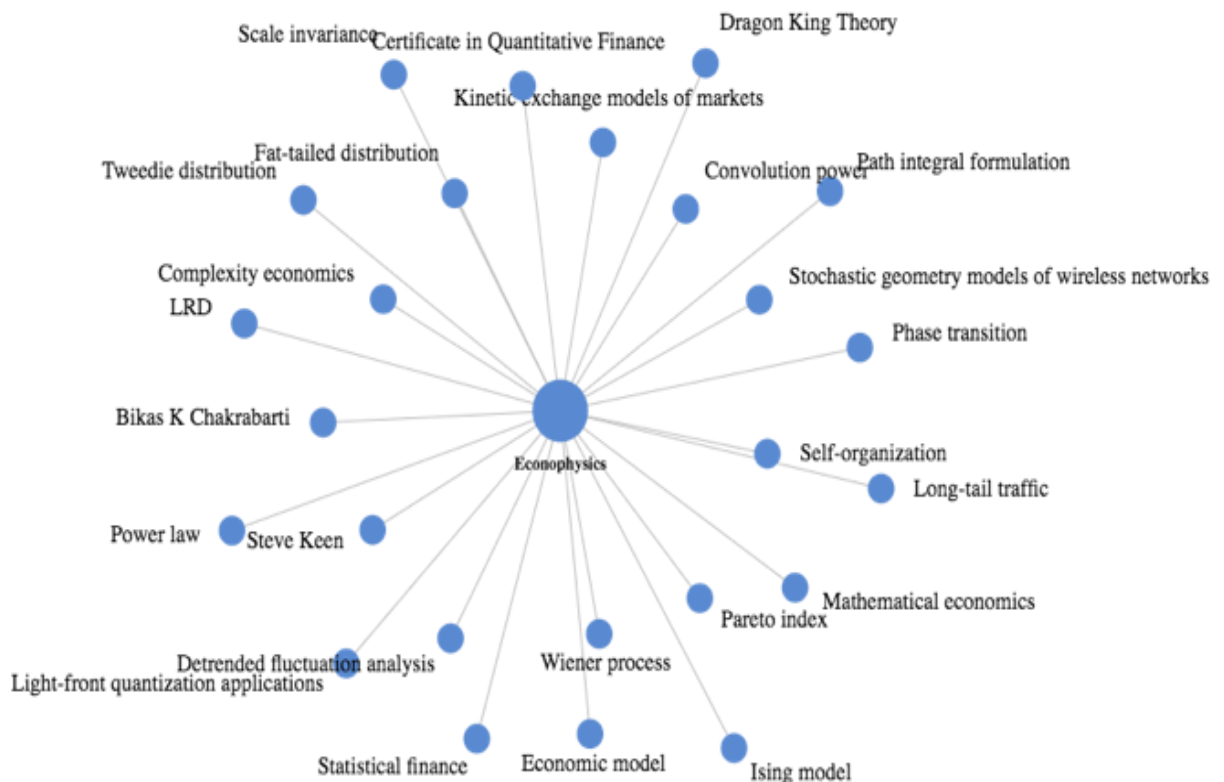 Dragon King Theory
Scale invariance
Certificate in Quantitative Finance
Kinetic exchange models of markets
Fat-tailed distribution
Tweedie distribution
Convolution power
Path integral formulation
Complexity economics
Stochastic geometry models of wireless networks
LRD
Phase transition
Bikas K Chakrabarti
Self-organization
Econophysics
Long-tail traffic
Power law
Steve Keen
Mathematical economics
Pareto index
Detrended fluctuation analysis
Wiener process
Light-front quantization applications
Statistical finance
Economic model
Ising model